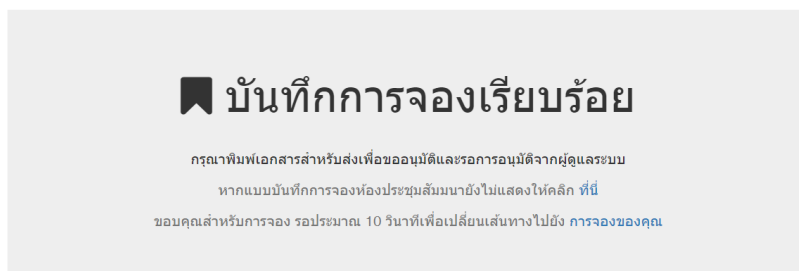 บันทึกการจองเรียบร้อย
กรุณาพิมพ์เอกสารสำหรับส่งเพื่อขออนุมัติและรอการอนุมัติจากผู้ดูแลระบบ
หากแบบบันทึกการจองห้องประชุมสัมมนายังไม่แสดงให้คลิก ที่นี่
ขอบคุณสำหรับการจอง รอประมาณ 10 วินาทีเพื่อเปลี่ยนเส้นทางไปยัง การจองของคุณ